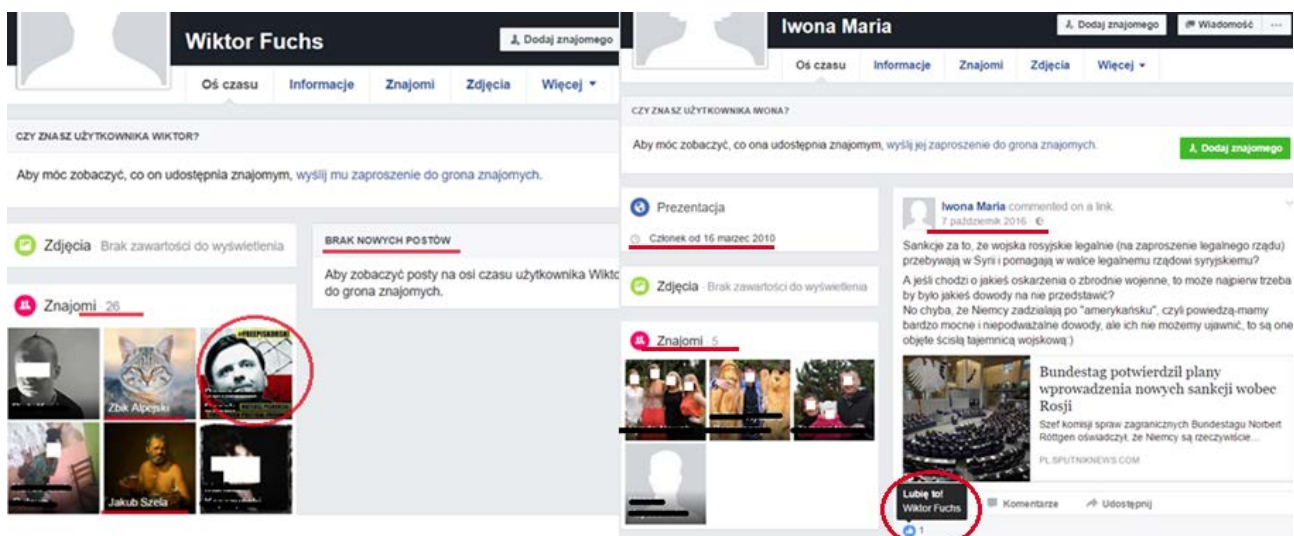 Wiktor Fuchs
Dodaj znajomego
Oś czasu Informacje Znajomi Zdjęcia Więcej
CZY ZNASZ UŻYTKOWNIKA WIKTOR?
Aby móc zobaczyć, co on udostępnia znajomym, wyślij mu zaproszenie do grona znajomych.
Zdjęcia Brak zawartości do wyświetlenia
Znajomi · 26
Zbik Alpejski
#FREEPISKORSKI
Jakub Szela
BRAK NOWYCH POSTÓW
Aby zobaczyć posty na osi czasu użytkownika Wikto
do grona znajomych.
Iwona Maria
Dodaj znajomego Wiadomość ...
Oś czasu Informacje Znajomi Zdjęcia Więcej
CZY ZNASZ UŻYTKOWNIKA IWONA?
Aby móc zobaczyć, co ona udostępnia znajomym, wyślij jej zaproszenie do grona znajomych.
Dodaj znajomego
Prezentacja
Członek od 16 marzec 2010
Zdjęcia · Brak zawartości do wyświetlenia
Znajomi · 5
Iwona Maria commented on a link.
7 październik 2016 ·
Sankcje za to, że wojska rosyjskie legalnie (na zaproszenie legalnego rządu)
przebywają w Syrii i pomagają w walce legalnemu rządowi syryjskiemu?
A jeśli chodzi o jakieś oskarzenia o zbrodnie wojenne, to może najpierw trzeba
by było jakieś dowody na nie przedstawić?
No chyba, że Niemcy zadzialają po "amerykańsku", czyli powiedzą-mamy
bardzo mocne i niepodważalne dowody, ale ich nie możemy ujawnić, to są one
objęte ścisłą tajemnicą wojskową:)
Bundestag potwierdził plany
wprowadzenia nowych sankcji wobec
Rosji
Szef komisji spraw zagranicznych Bundestagu Norbert
Röttgen oświadczył, że Niemcy są rzeczywiście...
PL.SPUTNIKNEWS.COM
Lubię to!
Wiktor Fuchs
Komentarze Udostępnij
1